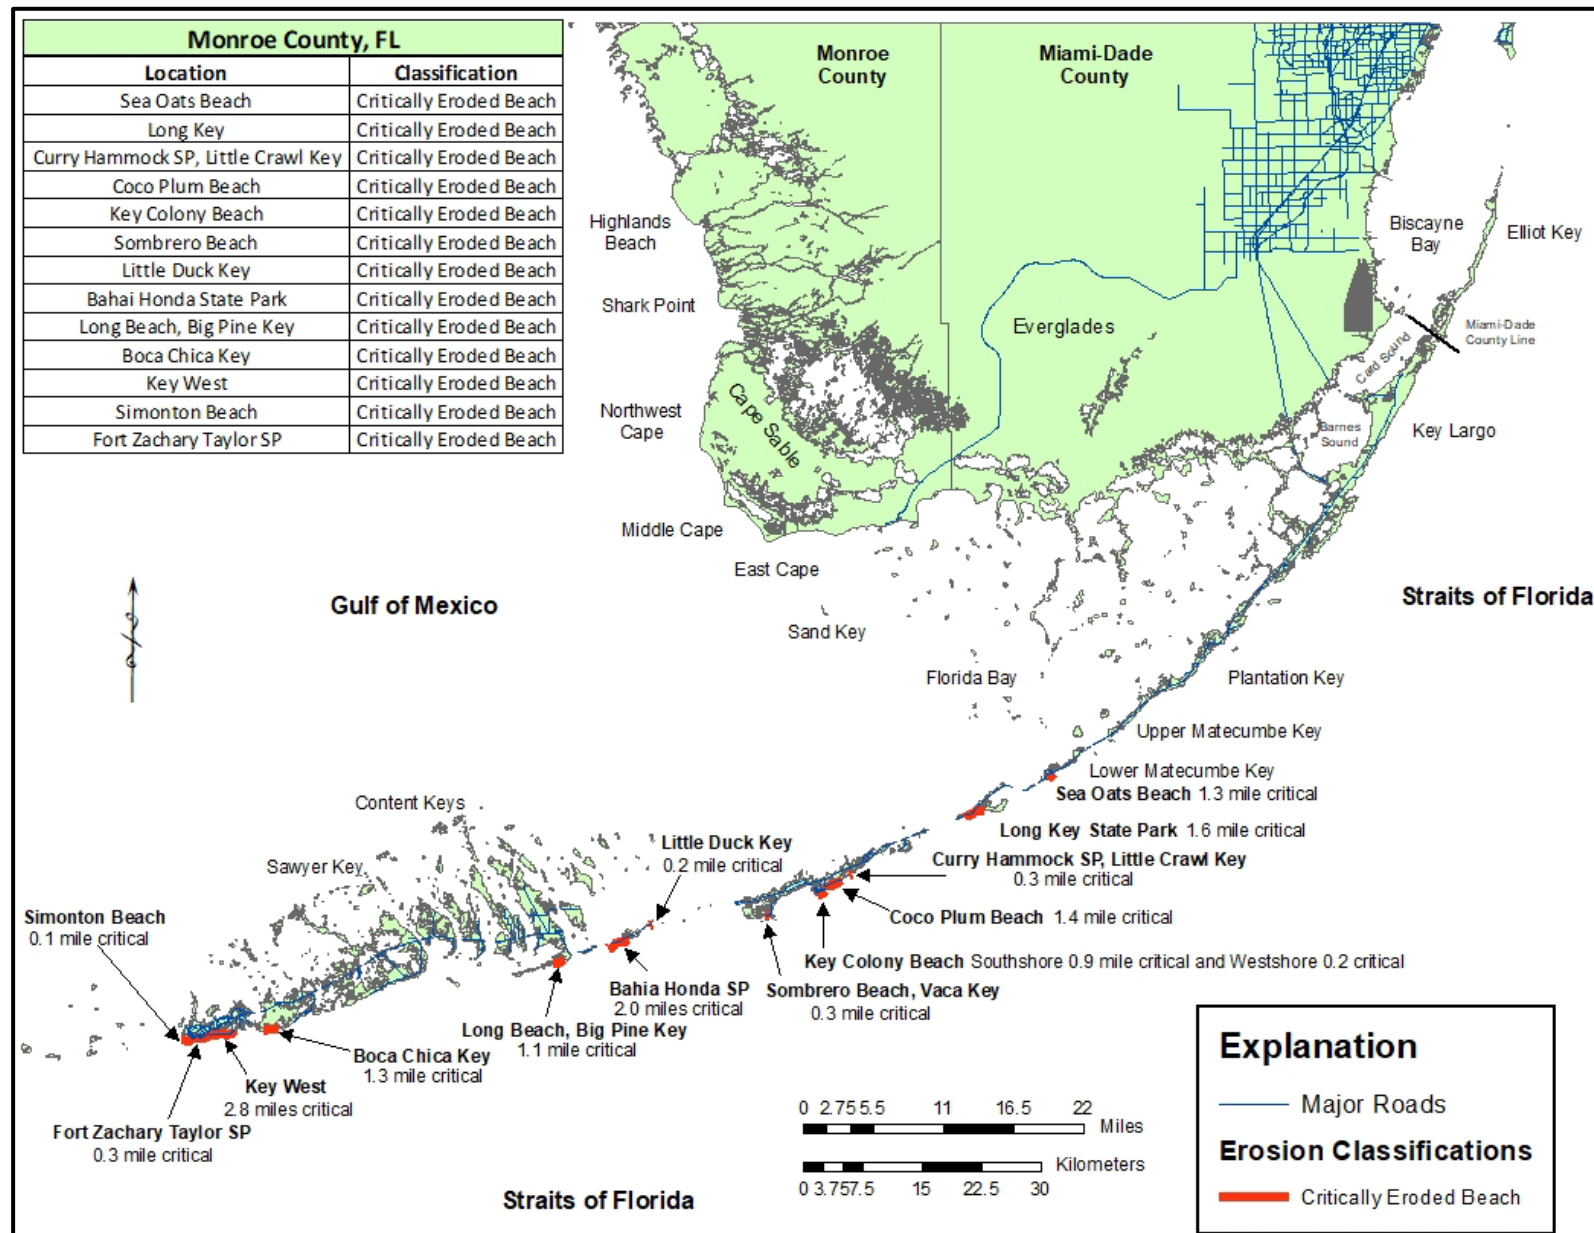 Monroe County, FL
Location Classification
Sea Oats Beach Critically Eroded Beach
Long Key Critically Eroded Beach
Curry Hammock SP, Little Crawl Key Critically Eroded Beach
Coco Plum Beach Critically Eroded Beach
Key Colony Beach Critically Eroded Beach
Sombrero Beach Critically Eroded Beach
Little Duck Key Critically Eroded Beach
Bahai Honda State Park Critically Eroded Beach
Long Beach, Big Pine Key Critically Eroded Beach
Boca Chica Key Critically Eroded Beach
Key West Critically Eroded Beach
Simonton Beach Critically Eroded Beach
Fort Zachary Taylor SP Critically Eroded Beach
Monroe
County
Miami-Dade
County
Highlands
Beach
Biscayne
Bay
Elliot Key
Shark Point
Everglades
Miami-Dade
County Line
Card Sound
Northwest
Cape
Cape Sable
Barnes
Sound
Key Largo
Middle Cape
East Cape
Gulf of Mexico
Straits of Florida
Sand Key
Florida Bay
Plantation Key
Upper Matecumbe Key
Lower Matecumbe Key
Sea Oats Beach 1.3 mile critical
Content Keys
Long Key State Park 1.6 mile critical
Little Duck Key
0.2 mile critical
Curry Hammock SP, Little Crawl Key
0.3 mile critical
Sawyer Key
Simonton Beach
0.1 mile critical
Coco Plum Beach 1.4 mile critical
Key Colony Beach Southshore 0.9 mile critical and Westshore 0.2 critical
Bahia Honda SP
2.0 miles critical
Sombrero Beach, Vaca Key
0.3 mile critical
Long Beach, Big Pine Key
1.1 mile critical
Boca Chica Key
1.3 mile critical
Key West
2.8 miles critical
Fort Zachary Taylor SP
0.3 mile critical
0 2.75 5.5 11 16.5 22
Miles
Kilometers
0 3.75 7.5 15 22.5 30
Straits of Florida
Explanation
Major Roads
Erosion Classifications
Critically Eroded Beach